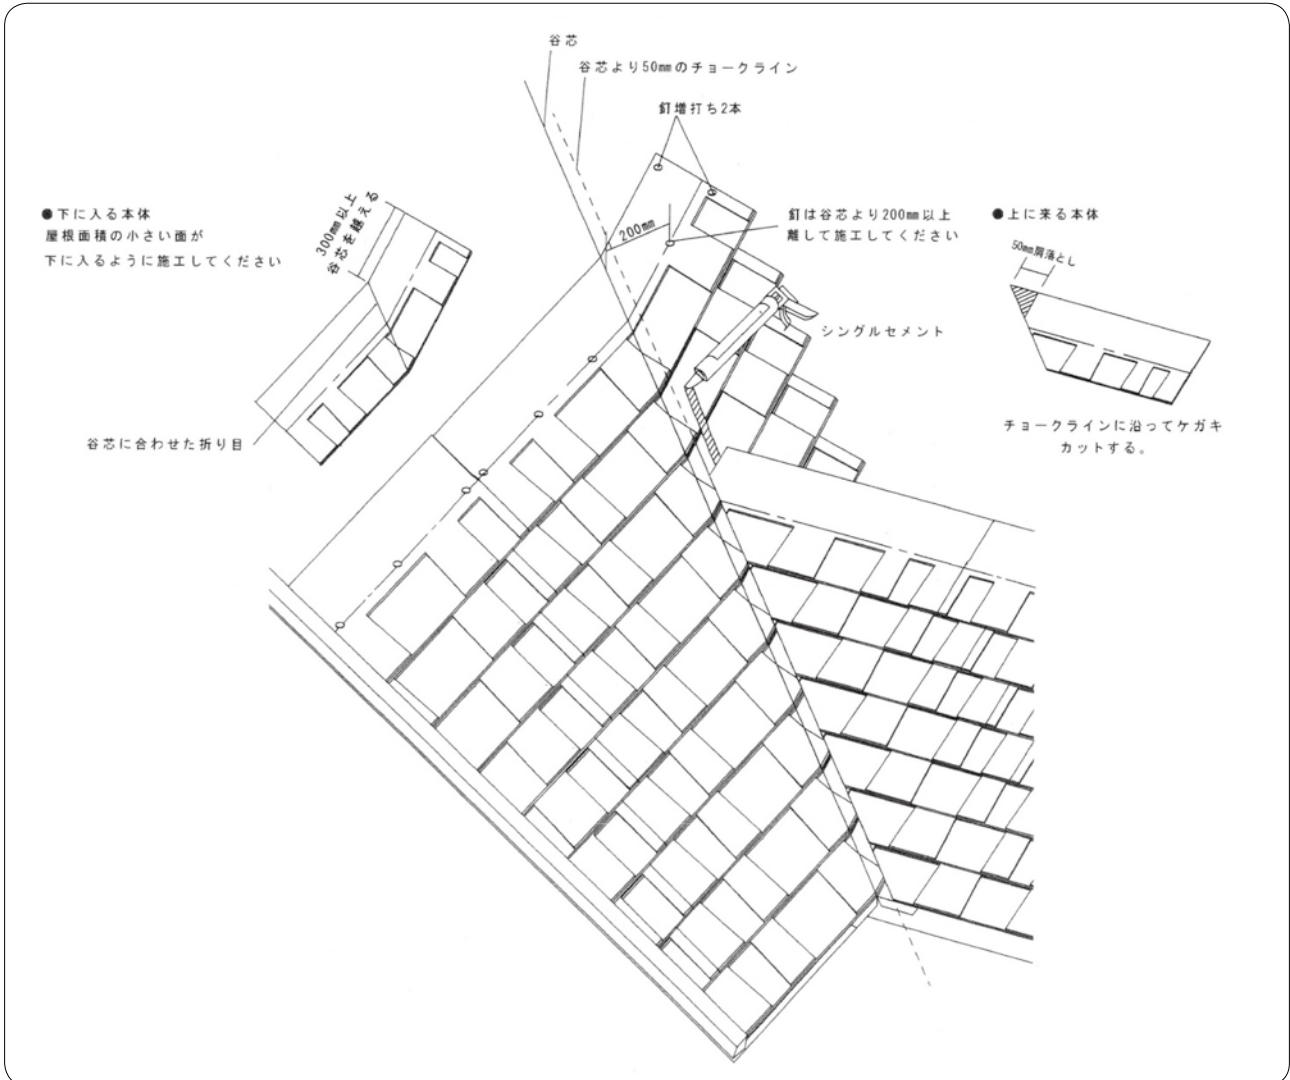 谷芯
谷芯より50mmのチョークライン
釘増打ち2本
●下に入る本体
屋根面積の小さい面が
下に入るように施工してください
300mm以上
谷芯を越える
谷芯に合わせた折り目
200mm
釘は谷芯より200mm以上
離して施工してください
シングルセメント
●上に来る本体
50mm肩落とし
チョークラインに沿ってケガキ
カットする。